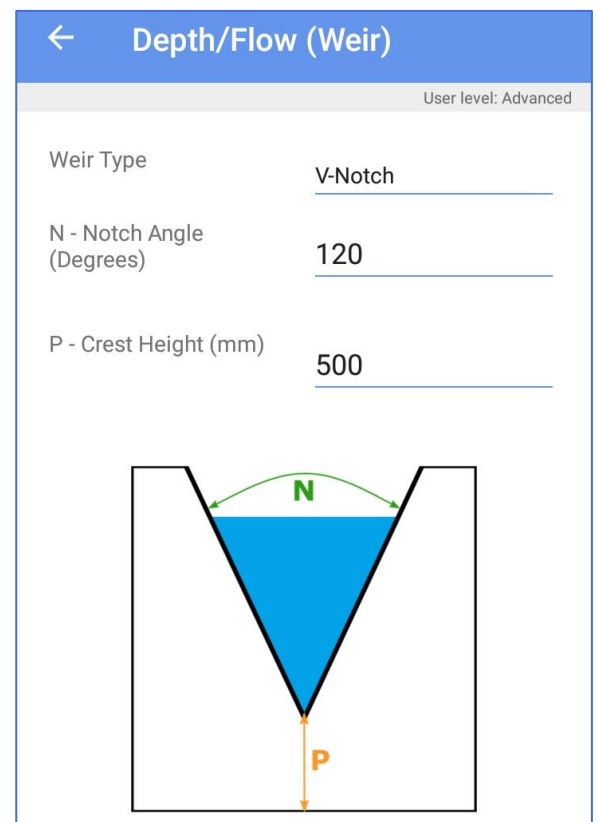 Depth/Flow (Weir)
User level: Advanced
Weir Type
V-Notch
N - Notch Angle
(Degrees)
120
P - Crest Height (mm)
500
N
P